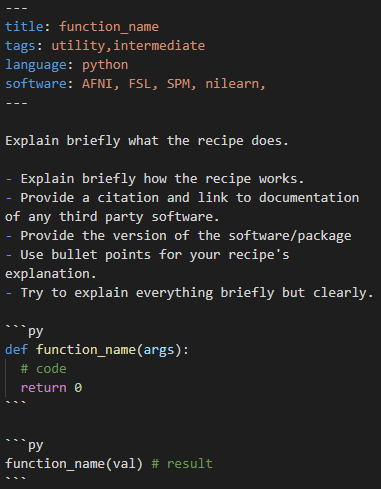 ---
title: function_name
tags: utility,intermediate
language: python
software: AFNI, FSL, SPM, nilearn,
---

Explain briefly what the recipe does.

- Explain briefly how the recipe works.
- Provide a citation and link to documentation
of any third party software.
- Provide the version of the software/package
- Use bullet points for your recipe's
explanation.
- Try to explain everything briefly but clearly.

```py
def function_name(args):
  # code
  return 0
```

```py
function_name(val) # result
```